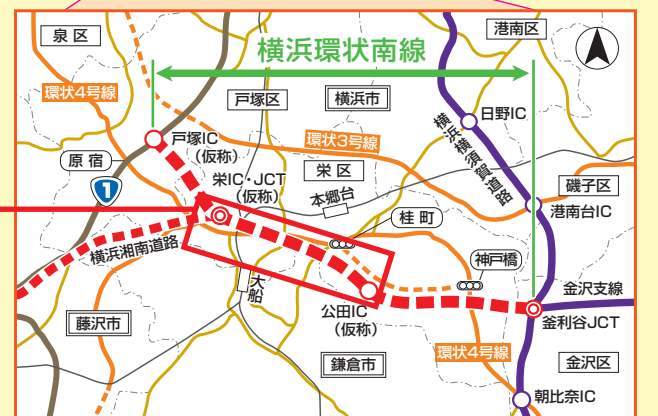 泉区
港南区
横浜環状南線
環状4号線
戸塚区
横浜市
日野IC
戸塚IC
(仮称)
環状3号線
横浜横須賀道路
原宿
1
栄区
栄IC・JCT
(仮称)
本郷台
磯子区
港南台IC
桂町
横浜湘南道路
神戸橋
大船
金沢支線
公田IC
(仮称)
釜利谷JCT
藤沢市
鎌倉市
環状4号線
金沢区
朝比奈IC